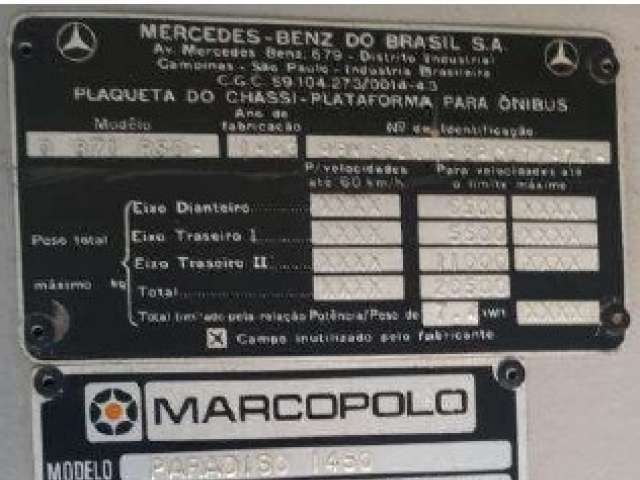 MERCEDES-BENZ DO BRASIL S.A.
Av. Mercedes Benz, 679 - Distrito Industrial
Campinas - São Paulo - Indústria Brasileira
C.G.C. 59.104.273/0014-43
PLAQUETA DO CHASSI-PLATAFORMA PARA ÔNIBUS
Modêlo Ano de fabricação Nº de Identificação
P/velocidades até 60 km/h. Para velocidades até o limite máximo
Peso total máximo kg
Eixo Dianteiro XXXX 5500 XXXX
Eixo Traseiro I XXXX XXXX
Eixo Traseiro II XXXX XXXX
Total XXXX 20500 XXXX
Total limitado pela relação Potência/Peso de XXXX
X Campo inutilizado pelo fabricante
MARCOPOLO
MODELO PARADISO 1450